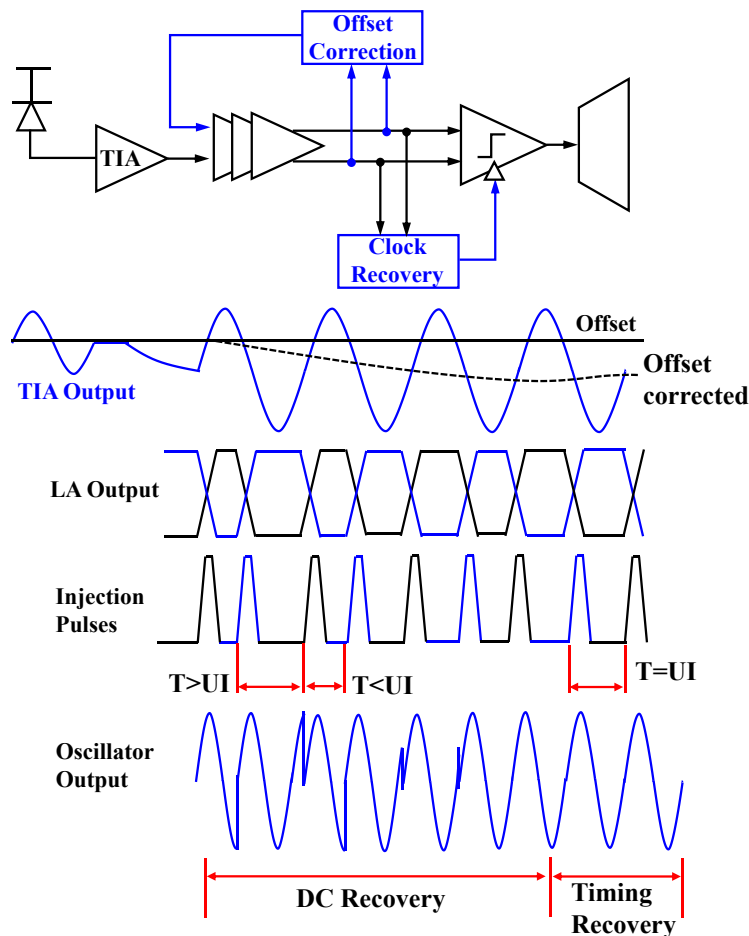 Offset
Correction
TIA
Clock
Recovery
Offset
TIA Output
Offset
corrected
LA Output
Injection
Pulses
T>UI
T<UI
T=UI
Oscillator
Output
DC Recovery
Timing
Recovery